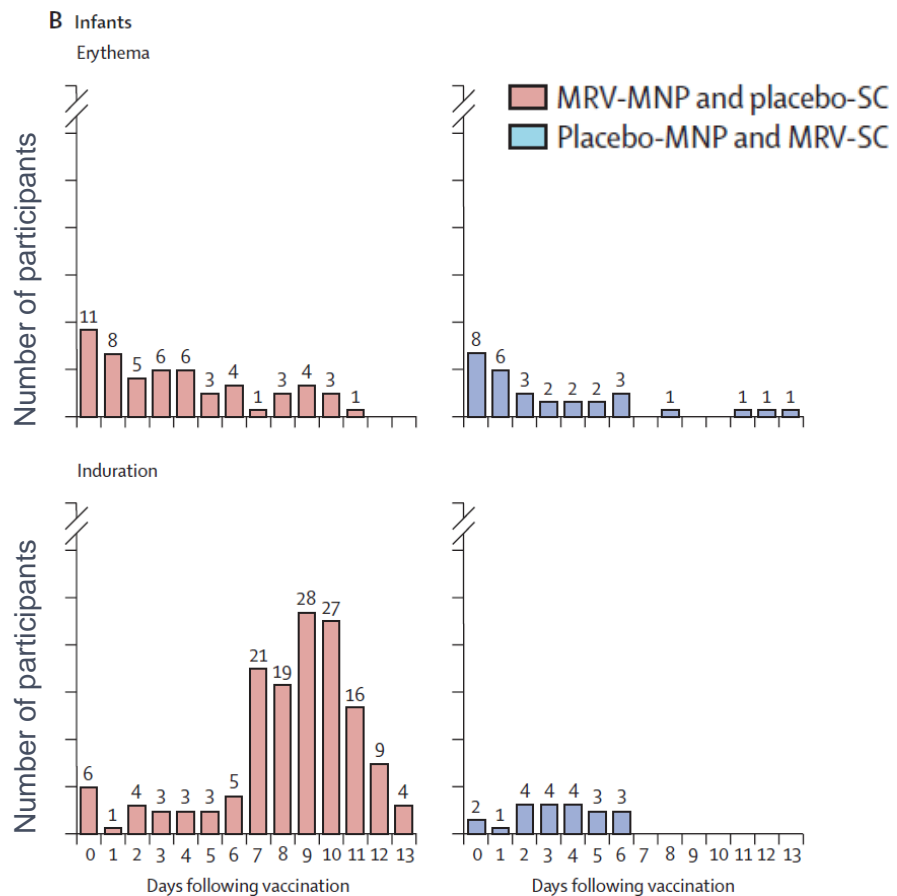 B Infants
Erythema
MRV-MNP and placebo-SC
Placebo-MNP and MRV-SC
Number of participants
11 8 5 6 6 3 4 1 3 4 3 1
8 6 3 2 2 2 3 1 1 1 1
Induration
Number of participants
6 1 4 3 3 3 5 21 19 28 27 16 9 4
2 1 4 4 4 3 3
0 1 2 3 4 5 6 7 8 9 10 11 12 13
0 1 2 3 4 5 6 7 8 9 10 11 12 13
Days following vaccination
Days following vaccination